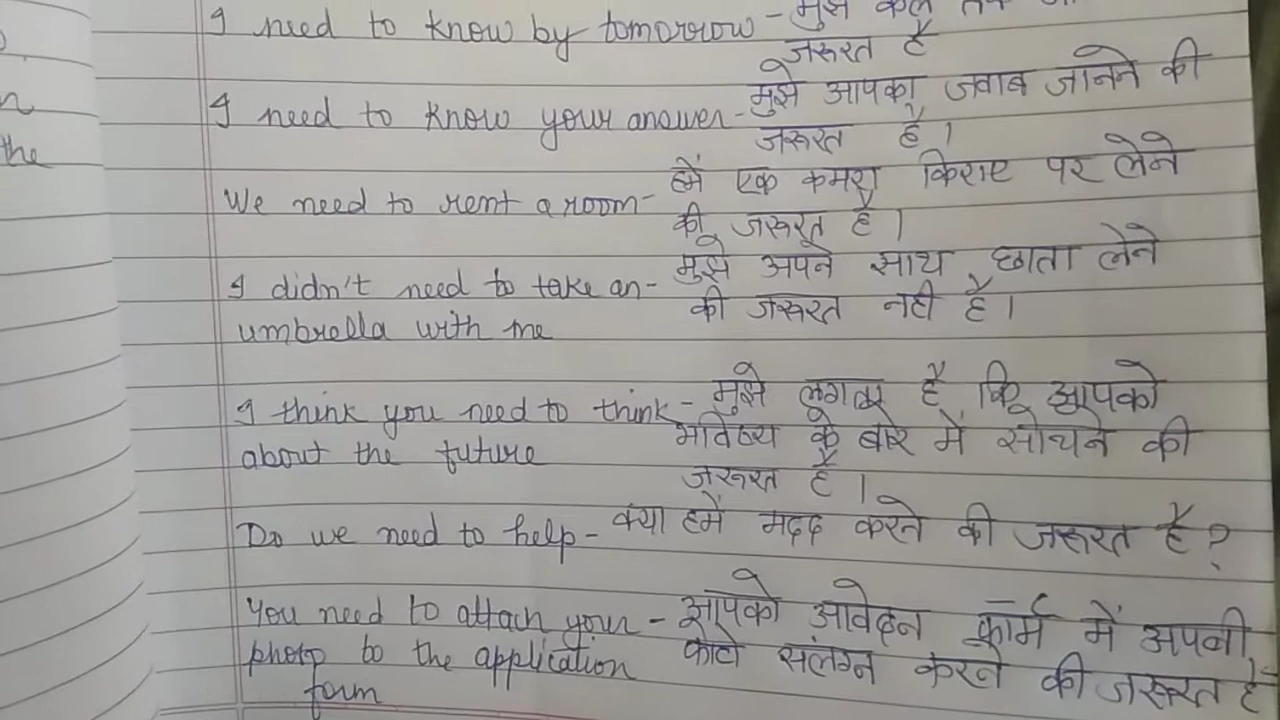 n
the
I need to know by tomorrow - मुझे कल तक
जरूरत है
I need to know your answer - मुझे आपका जवाब जानने की
जरूरत है।
We need to rent a room - हमें एक कमरा किराए पर लेने
की जरूरत है।
I didn't need to take an - मुझे अपने साथ छाता लेने
umbrella with me की जरूरत नही है।
I think you need to think - मुझे लगता है कि आपको
about the future भविष्य के बारे में सोचने की
जरूरत है।
Do we need to help - क्या हमें मदद करने की जरूरत है?
You need to attach your - आपको आवेदन फ़ार्म में अपनी
photo to the application फोटो संलग्न करने की जरूरत है
form